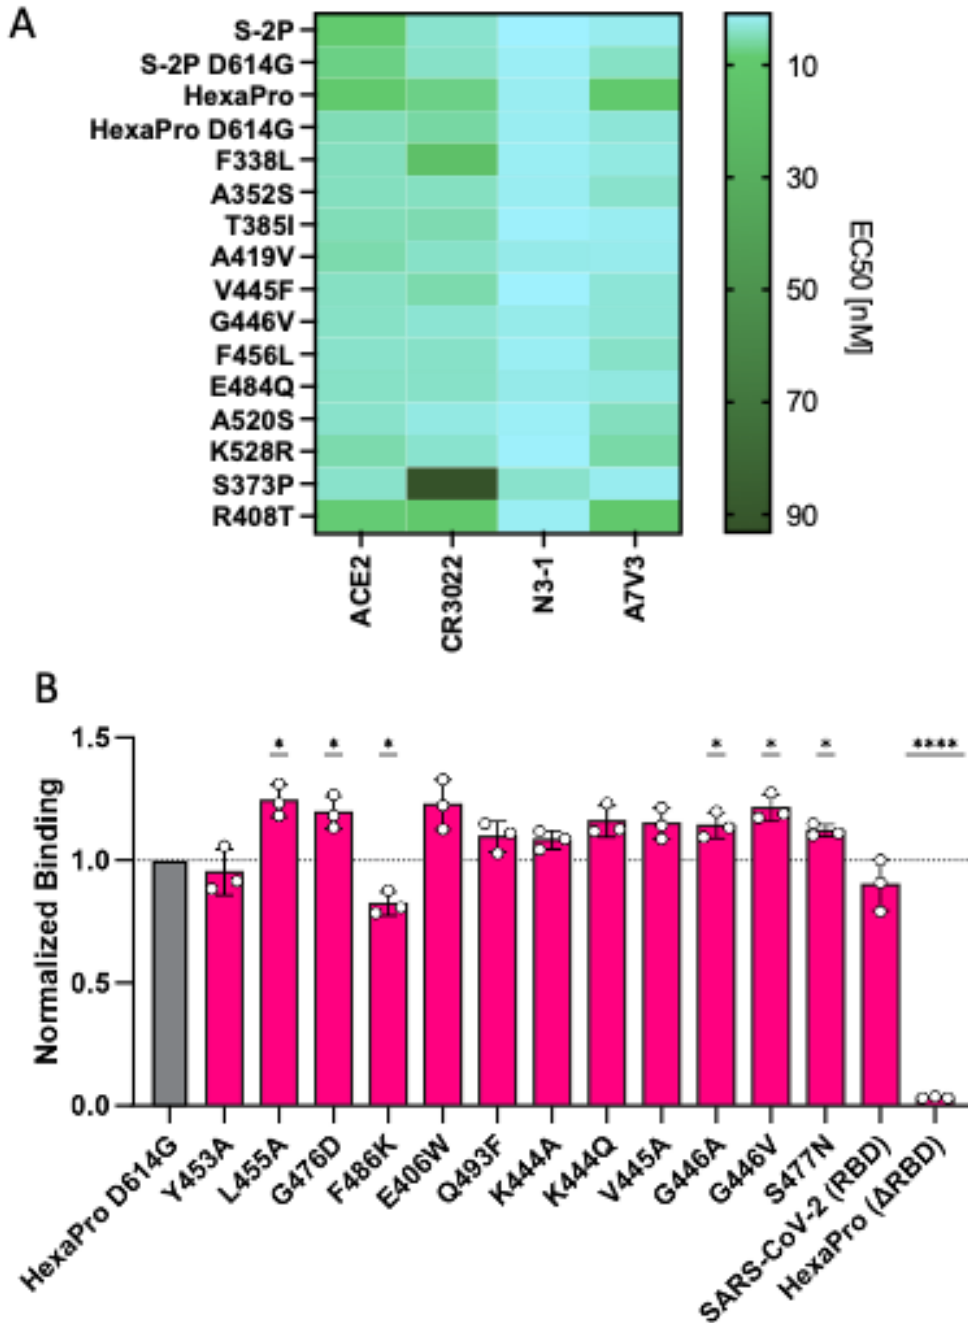 A
S-2P
S-2P D614G
HexaPro
HexaPro D614G
F338L
A352S
T385I
A419V
V445F
G446V
F456L
E484Q
A520S
K528R
S373P
R408T
ACE2
CR3022
N3-1
A7V3
10
30
50
70
90
EC50 [nM]
B
1.5
1.0
0.5
0.0
Normalized Binding
* * * * * * ****
HexaPro D614G
Y453A
L455A
G476D
F486K
E406W
Q493F
K444A
K444Q
V445A
G446A
G446V
S477N
SARS-CoV-2 (RBD)
HexaPro (ΔRBD)